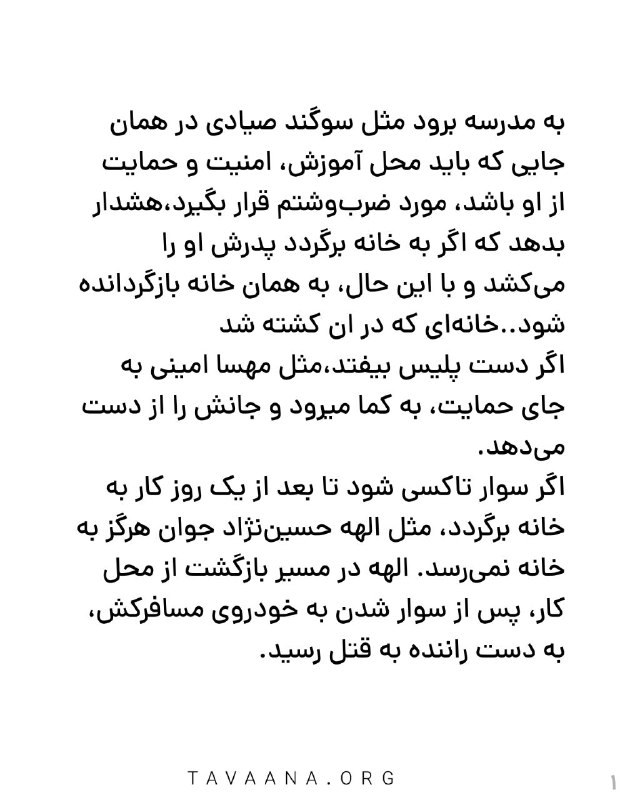 به مدرسه برود مثل سوگند صیادی در همان
جایی که باید محل آموزش، امنیت و حمایت
از او باشد، مورد ضرب‌وشتم قرار بگیرد،هشدار
بدهد که اگر به خانه برگردد پدرش او را
می‌کشد و با این حال، به همان خانه بازگردانده
شود..خانه‌ای که در ان کشته شد
اگر دست پلیس بیفتد،مثل مهسا امینی به
جای حمایت، به کما میرود و جانش را از دست
می‌دهد.
اگر سوار تاکسی شود تا بعد از یک روز کار به
خانه برگردد، مثل الهه حسین‌نژاد جوان هرگز به
خانه نمی‌رسد. الهه در مسیر بازگشت از محل
کار، پس از سوار شدن به خودروی مسافرکش،
به دست راننده به قتل رسید.
TAVAANA.ORG
۱